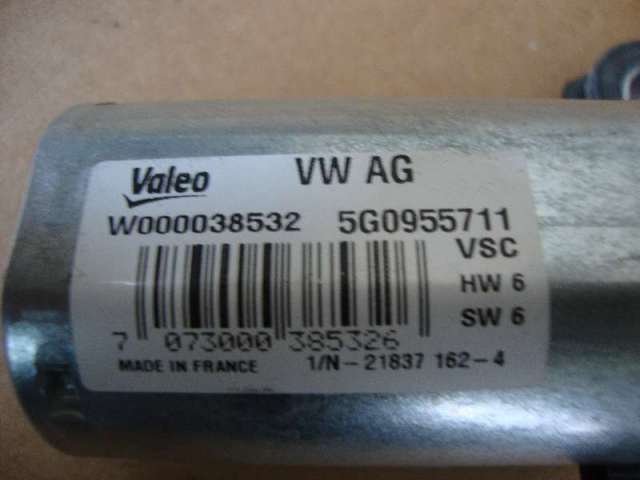 Valeo VW AG
W000038532 5G0955711
VSC
HW 6
SW 6
7 073000 385326
MADE IN FRANCE 1/N-21837 162-4